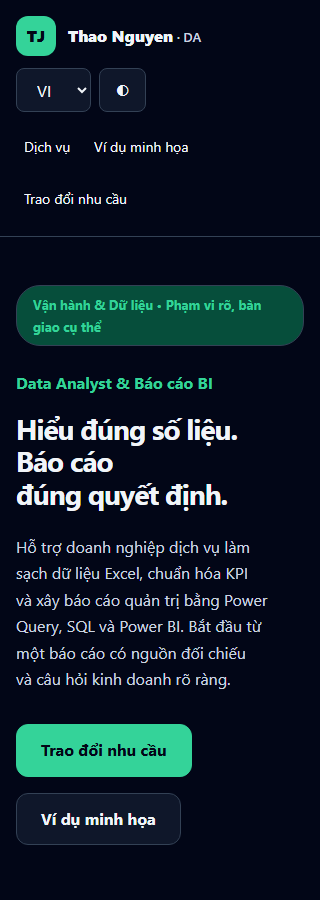 TJ Thao Nguyen · DA
VI
Dịch vụ Ví dụ minh họa
Trao đổi nhu cầu
Vận hành & Dữ liệu • Phạm vi rõ, bàn
giao cụ thể
Data Analyst & Báo cáo BI
Hiểu đúng số liệu.
Báo cáo
đúng quyết định.
Hỗ trợ doanh nghiệp dịch vụ làm
sạch dữ liệu Excel, chuẩn hóa KPI
và xây báo cáo quản trị bằng Power
Query, SQL và Power BI. Bắt đầu từ
một báo cáo có nguồn đối chiếu
và câu hỏi kinh doanh rõ ràng.
Trao đổi nhu cầu
Ví dụ minh họa